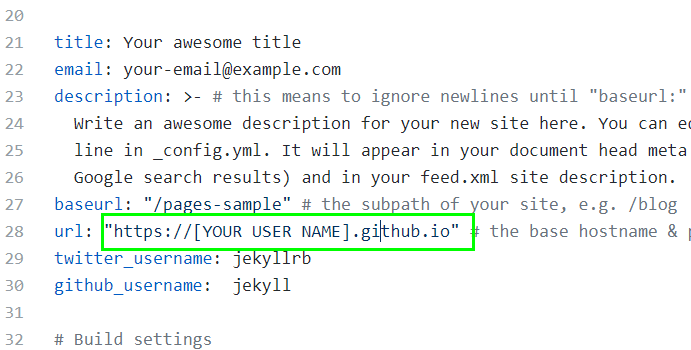 20
21 title: Your awesome title
22 email: your-email@example.com
23 description: >- # this means to ignore newlines until "baseurl:"
24 Write an awesome description for your new site here. You can ed
25 line in _config.yml. It will appear in your document head meta
26 Google search results) and in your feed.xml site description.
27 baseurl: "/pages-sample" # the subpath of your site, e.g. /blog
28 url: "https://[YOUR USER NAME].github.io" # the base hostname & p
29 twitter_username: jekyllrb
30 github_username:  jekyll
31
32 # Build settings